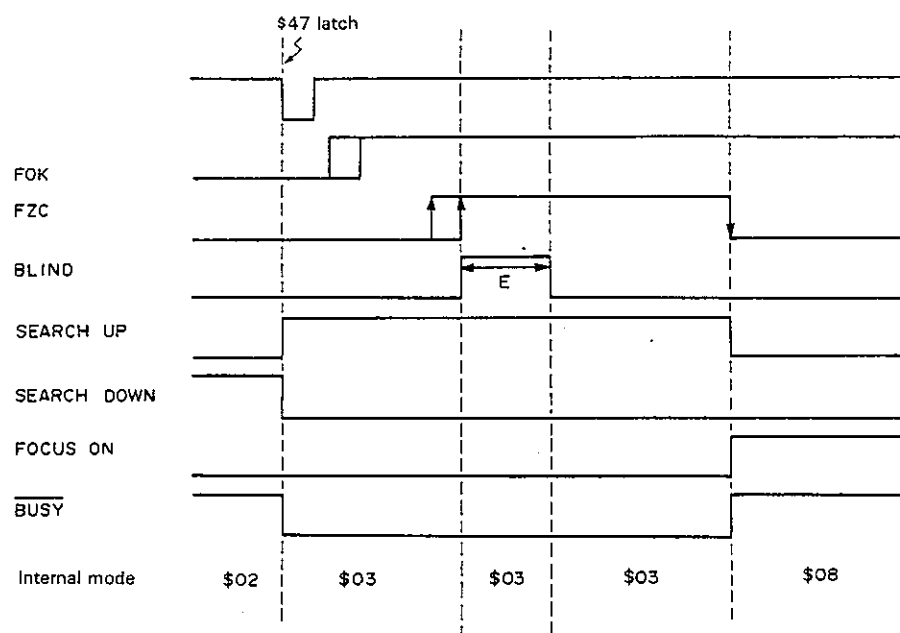 $47 latch
FOK
FZC
BLIND
E
SEARCH UP
SEARCH DOWN
FOCUS ON
BUSY
Internal mode $02 $03 $03 $03 $08